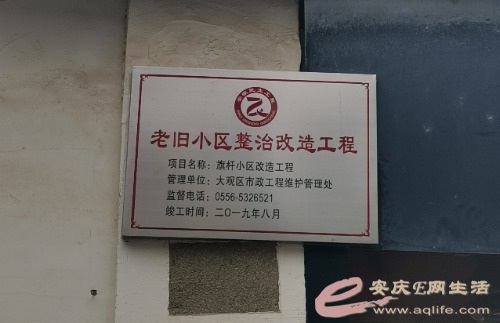 老旧小区整治改造工程
项目名称：旗杆小区改造工程
管理单位：大观区市政工程维护管理处
监督电话：0556-5326521
竣工时间：二〇一九年八月
安庆E网生活
www.aqlife.com